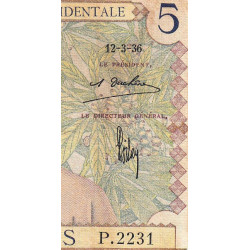 IDENTALE 5
12-3-36
LE PRÉSIDENT,
LE DIRECTEUR GÉNÉRAL,
S P.2231